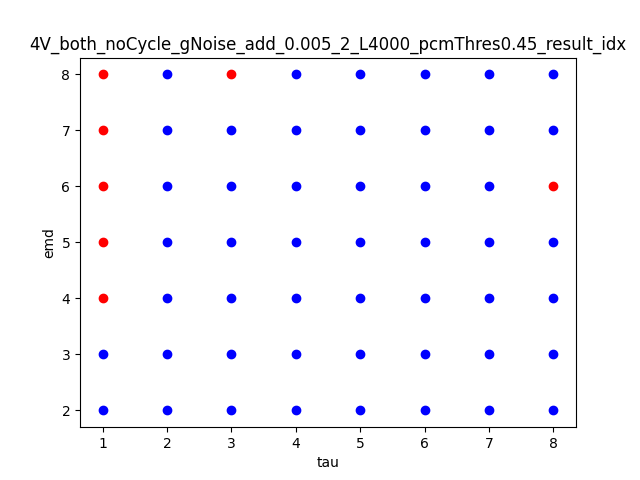 4V_both_noCycle_gNoise_add_0.005_2_L4000_pcmThres0.45_result_idx
8
7
6
5
4
3
2
emd
1 2 3 4 5 6 7 8
tau